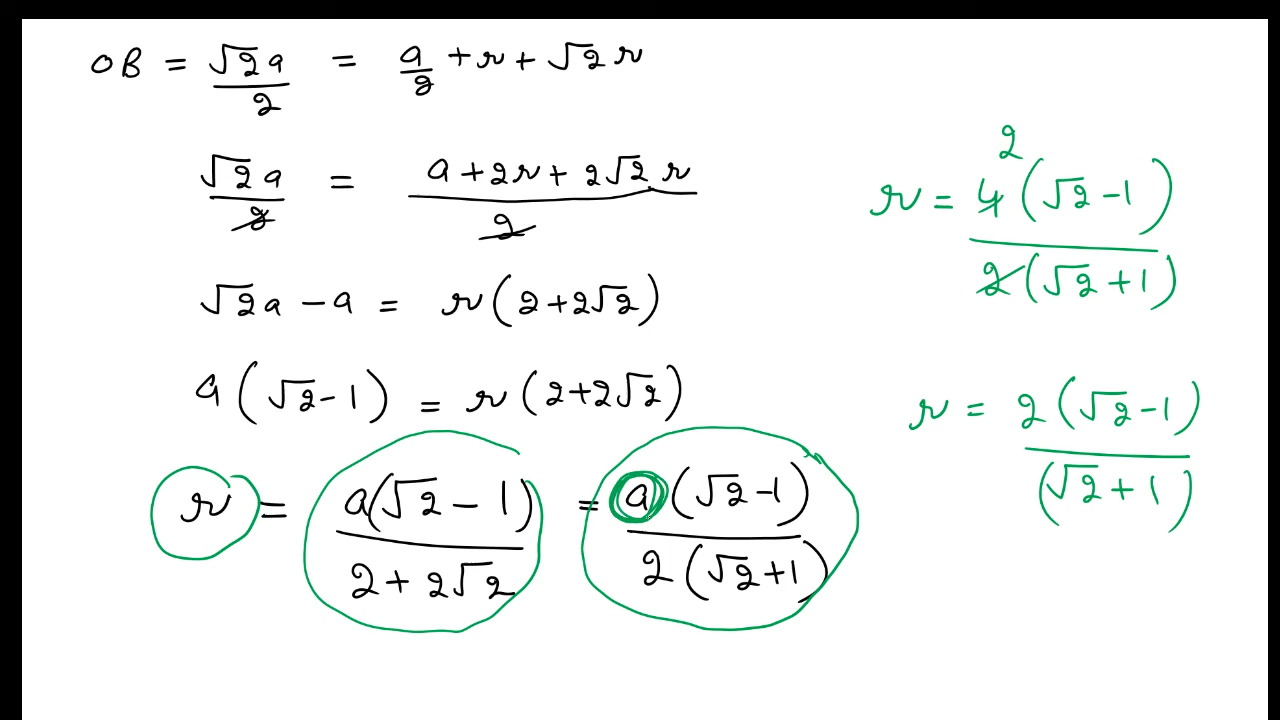 OB = √2a/2 = a/2 + r + √2 r
√2a/2 = (a + 2r + 2√2 r)/2
√2a − a = r(2 + 2√2)
a(√2 − 1) = r(2 + 2√2)
r = a(√2 − 1)/(2 + 2√2) = a(√2 − 1)/(2(√2 + 1))
2
r = 4(√2 − 1)/(2(√2 + 1))
r = 2(√2 − 1)/(√2 + 1)